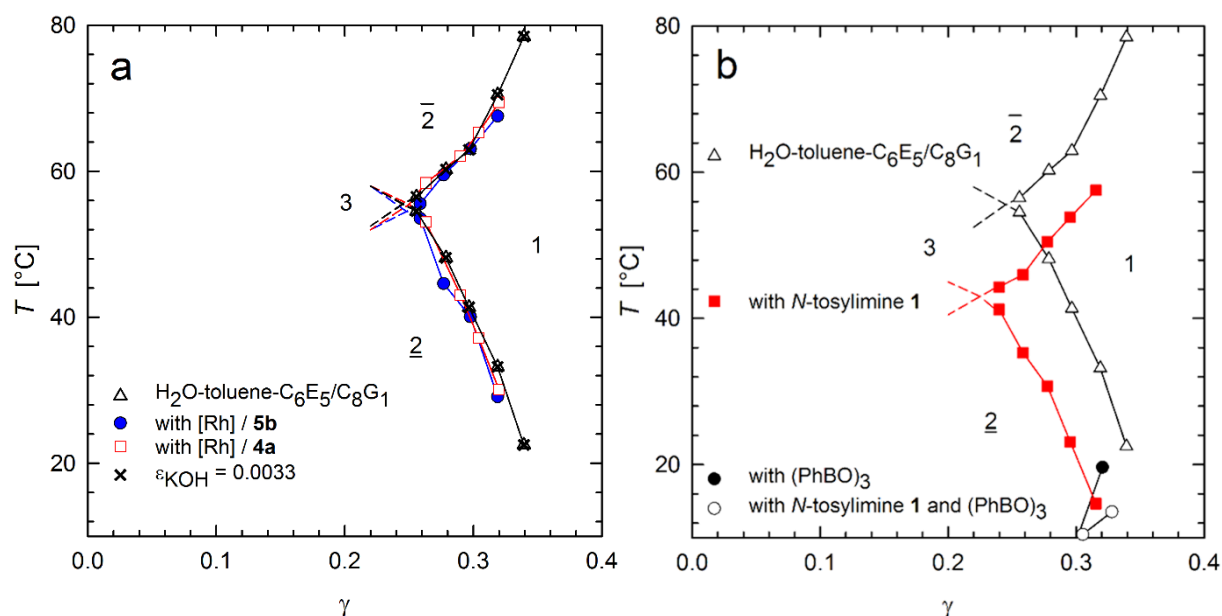 a
80
60
40
20
T [°C]
2̅
3
1
2̲
H₂O-toluene-C₆E₅/C₈G₁
with [Rh] / 5b
with [Rh] / 4a
εKOH = 0.0033
0.0
0.1
0.2
0.3
0.4
γ
b
80
60
40
20
T [°C]
2̅
H₂O-toluene-C₆E₅/C₈G₁
3
1
with N-tosylimine 1
2̲
with (PhBO)₃
with N-tosylimine 1 and (PhBO)₃
0.0
0.1
0.2
0.3
0.4
γ